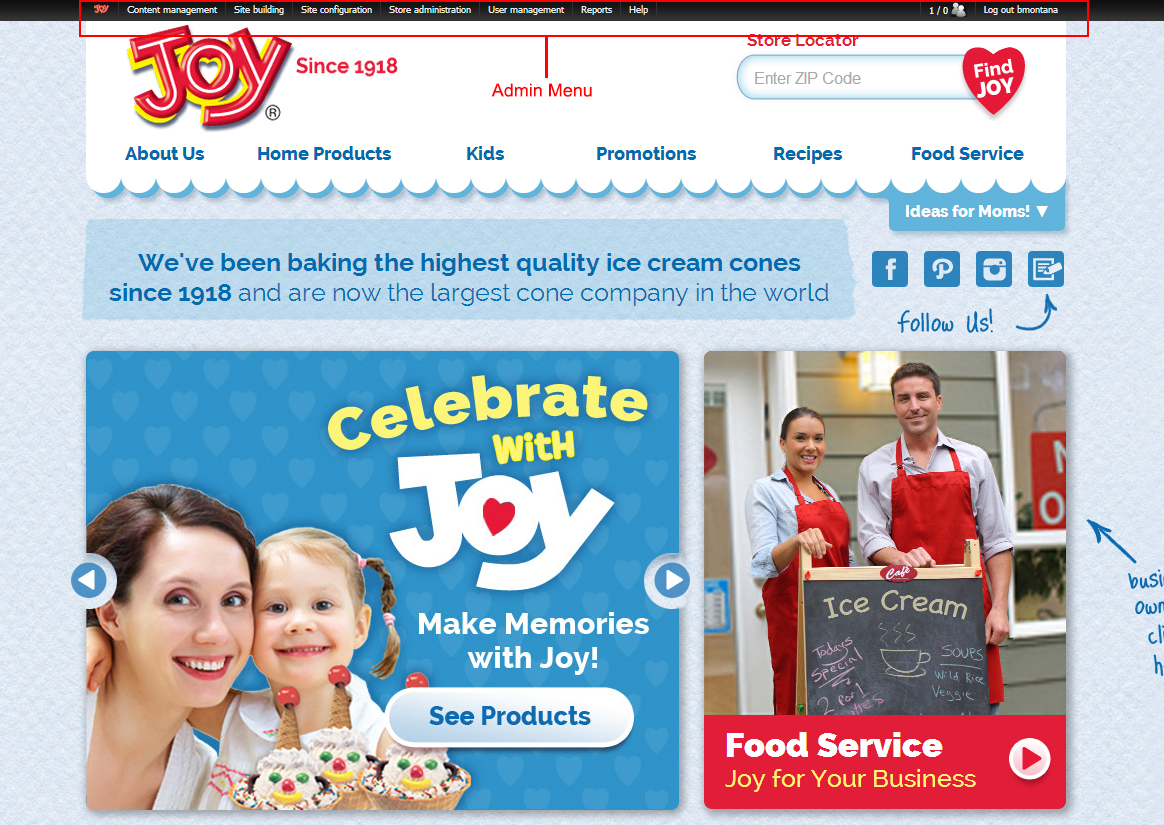 Joy Content management Site building Site configuration Store administration User management Reports Help 1 / 0 Log out bmontana
Admin Menu
Joy ® Since 1918
Store Locator
Enter ZIP Code
Find
JOY
About Us Home Products Kids Promotions Recipes Food Service
Ideas for Moms! ▼
We've been baking the highest quality ice cream cones
since 1918 and are now the largest cone company in the world
follow Us!
Celebrate
With
Joy
Make Memories
with Joy!
See Products
Café
Ice Cream
Todays
Special
2 for 1
Soups
Wild Rice
Veggie
Food Service
Joy for Your Business